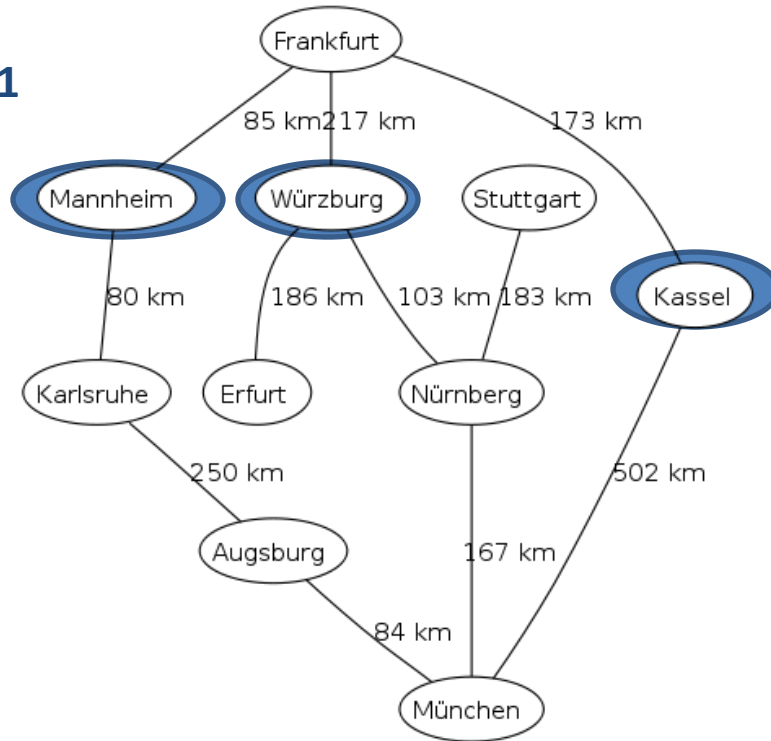 Frankfurt
1
85 km
217 km
173 km
Mannheim
Würzburg
Stuttgart
80 km
186 km
103 km
183 km
Kassel
Karlsruhe
Erfurt
Nürnberg
250 km
502 km
Augsburg
167 km
84 km
München